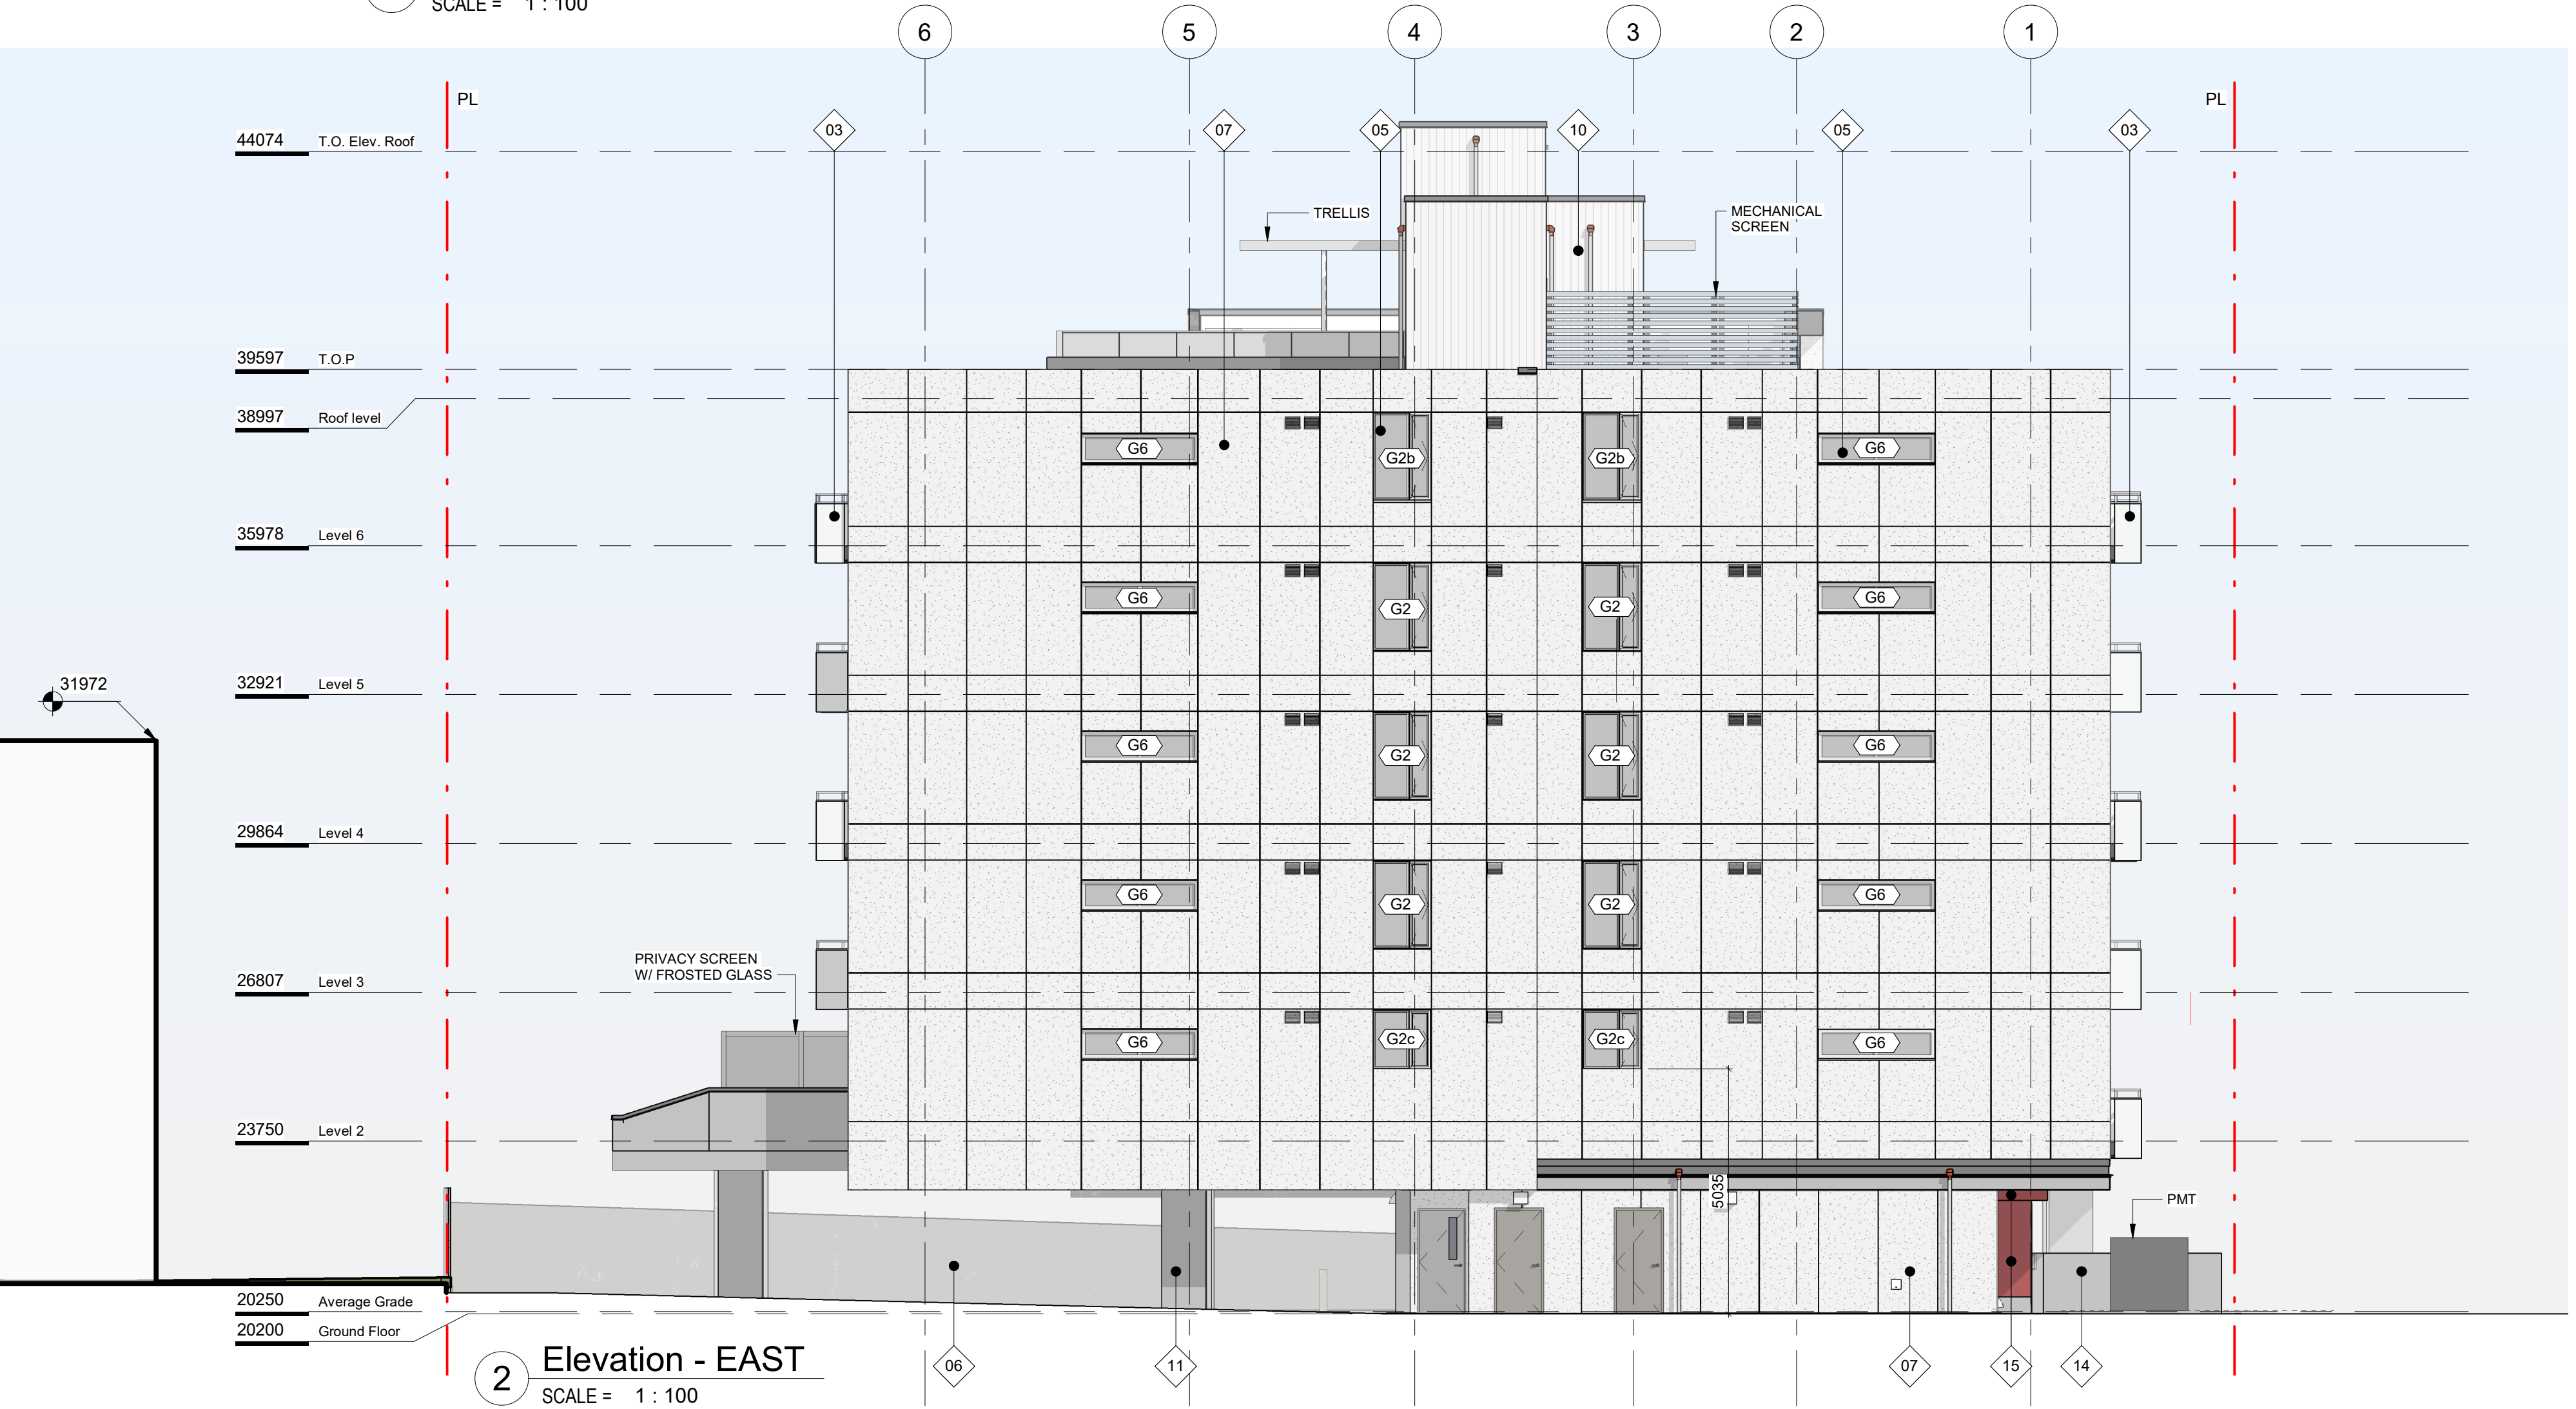 SCALE = 1 : 100
6 5 4 3 2 1
PL PL
03 07 05 10 05 03
44074 T.O. Elev. Roof
TRELLIS
MECHANICAL
SCREEN
39597 T.O.P
38997 Roof level
G6 G2b G2b G6
35978 Level 6
G6 G2 G2 G6
31972
32921 Level 5
G6 G2 G2 G6
29864 Level 4
G6 G2 G2 G6
PRIVACY SCREEN
W/ FROSTED GLASS
26807 Level 3
G6 G2c G2c G6
23750 Level 2
5035
PMT
20250 Average Grade
20200 Ground Floor
06 11 07 15 14
2 Elevation - EAST
SCALE = 1 : 100